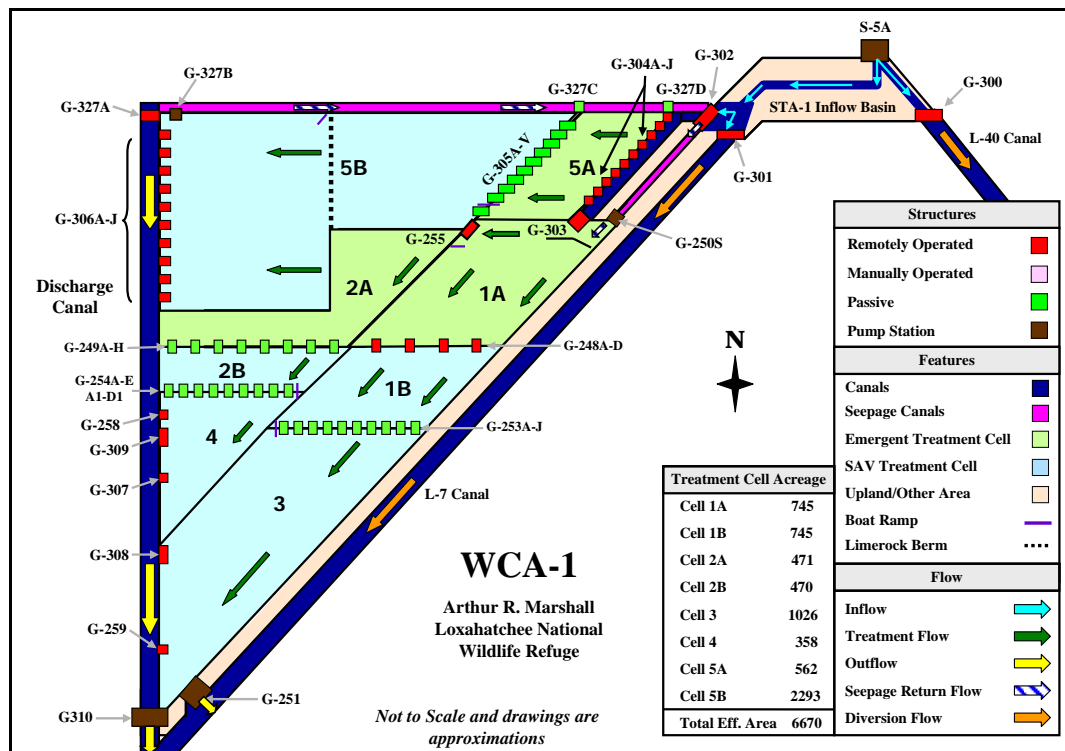 S-5A
G-302
G-304A-J
G-327B
G-327C
G-327D
G-300
G-327A
STA-1 Inflow Basin
L-40 Canal
5B
G-305A-V
5A
G-301
G-306A-J
G-255
G-303
G-250S
Discharge
Canal
2A
1A
G-249A-H
G-248A-D
N
2B
G-254A-E
A1-D1
1B
G-258
4
G-253A-J
G-309
G-307
L-7 Canal
3
G-308
WCA-1
Arthur R. Marshall
Loxahatchee National
Wildlife Refuge
G-259
G-251
G310
Not to Scale and drawings are
approximations
Treatment Cell Acreage
Cell 1A 745
Cell 1B 745
Cell 2A 471
Cell 2B 470
Cell 3 1026
Cell 4 358
Cell 5A 562
Cell 5B 2293
Total Eff. Area 6670
Structures
Remotely Operated
Manually Operated
Passive
Pump Station
Features
Canals
Seepage Canals
Emergent Treatment Cell
SAV Treatment Cell
Upland/Other Area
Boat Ramp
Limerock Berm
Flow
Inflow
Treatment Flow
Outflow
Seepage Return Flow
Diversion Flow